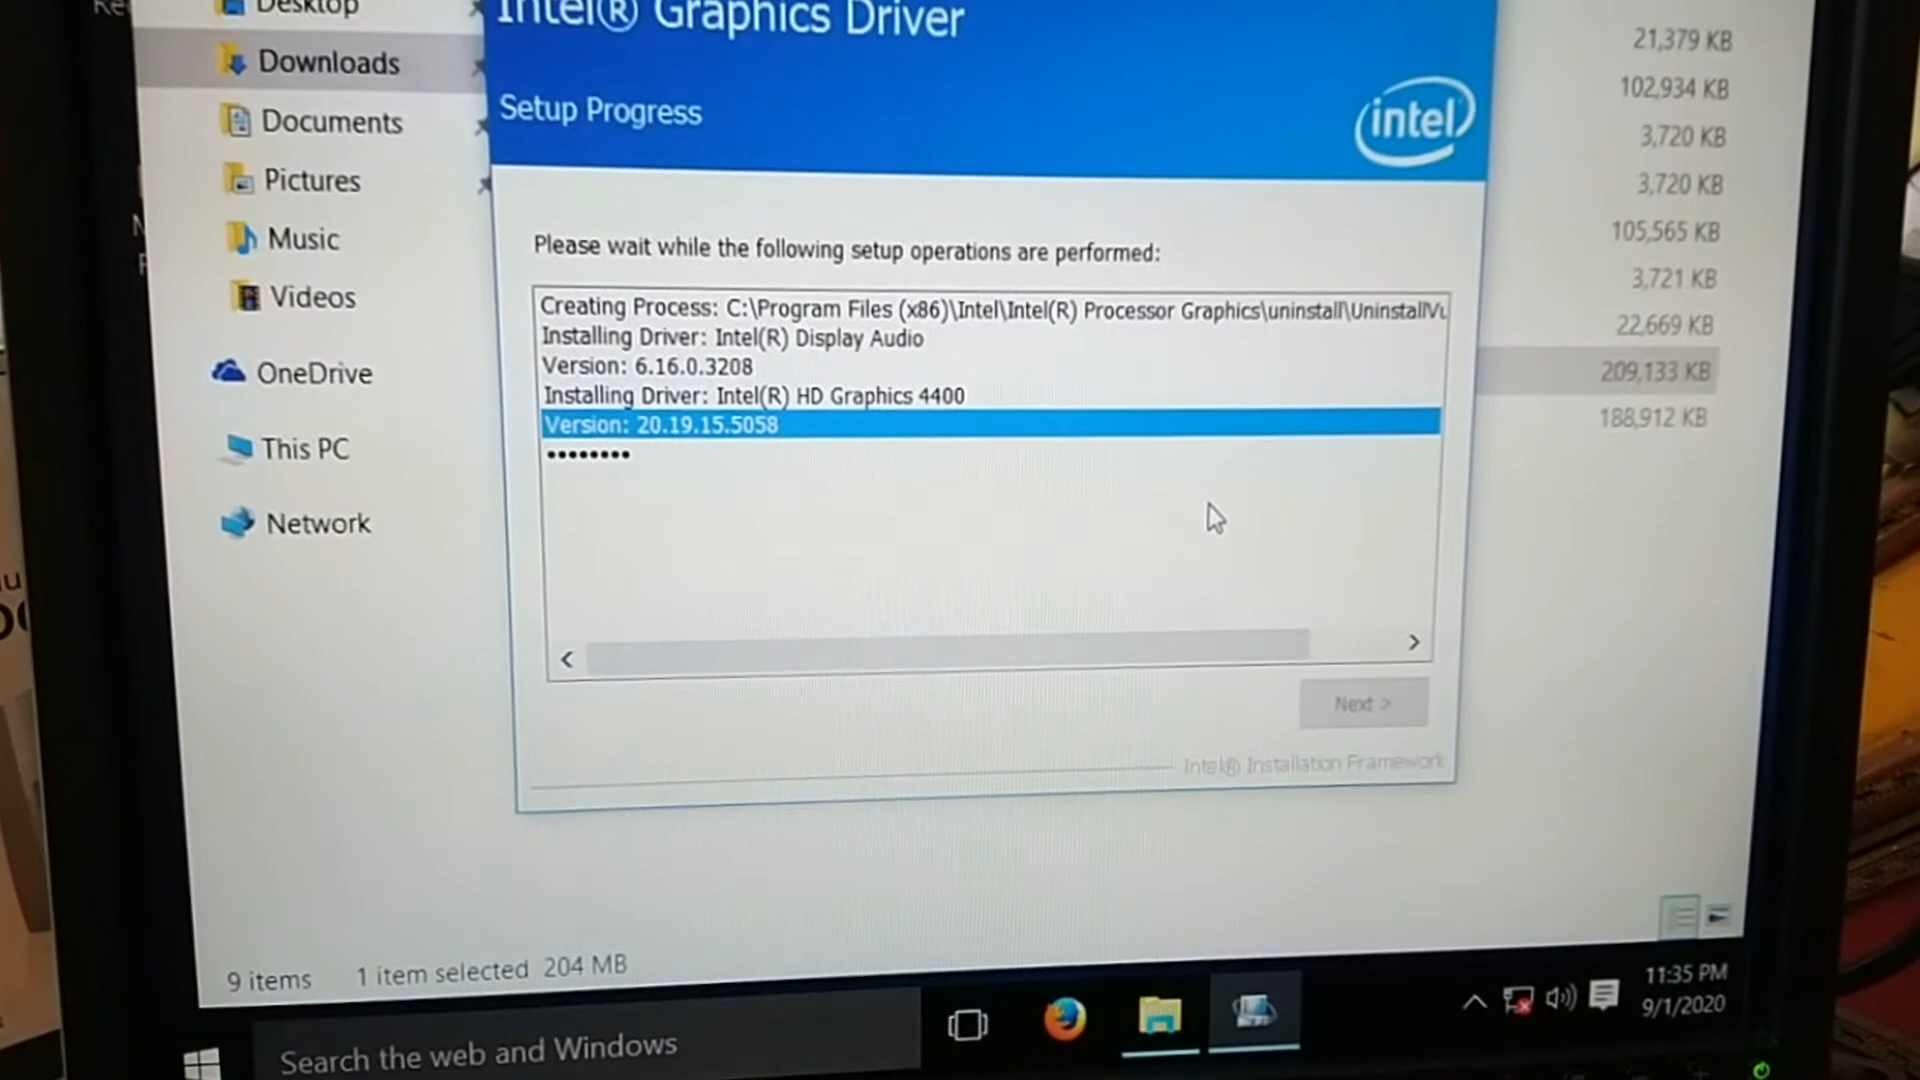 Desktop
Intel® Graphics Driver
Downloads
Setup Progress
intel
Documents
Pictures
Music
Videos
OneDrive
This PC
Network
Please wait while the following setup operations are performed:
Creating Process: C:\Program Files (x86)\Intel\Intel(R) Processor Graphics\uninstall\UninstallVu
Installing Driver: Intel(R) Display Audio
Version: 6.16.0.3208
Installing Driver: Intel(R) HD Graphics 4400
Version: 20.19.15.5058
Next >
Intel® Installation Framework
21,379 KB
102,934 KB
3,720 KB
3,720 KB
105,565 KB
3,721 KB
22,669 KB
209,133 KB
188,912 KB
9 items 1 item selected 204 MB
Search the web and Windows
11:35 PM
9/1/2020